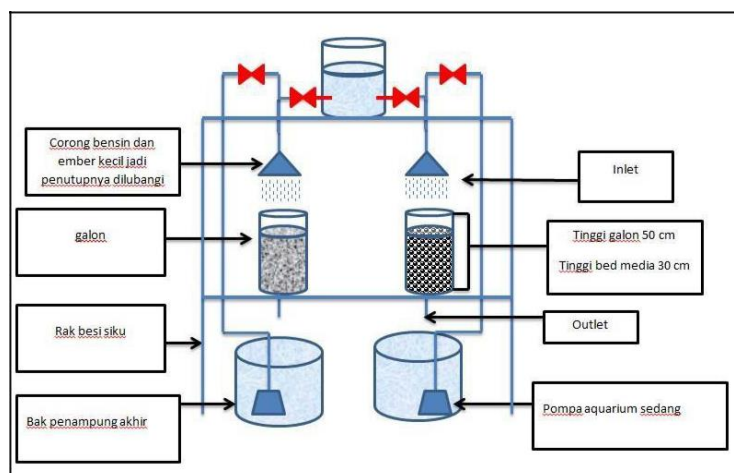 Corong bensin dan
ember kecil jadi
penutupnya dilubangi
galon
Rak besi siku
Bak penampung akhir
Inlet
Tinggi galon 50 cm
Tinggi bed media 30 cm
Outlet
Pompa aquarium sedang